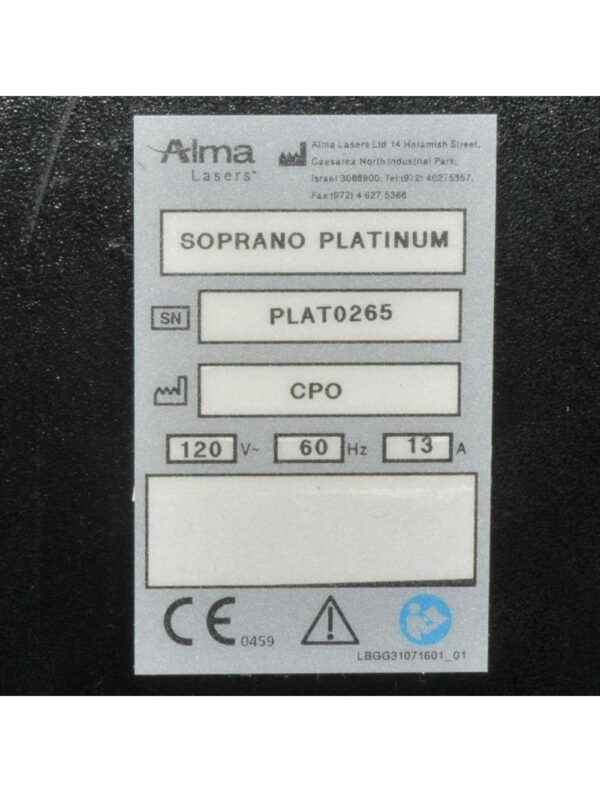 Alma
Lasers™
Alma Lasers Ltd 14 Halamish Street,
Caesarea North Industrial Park,
Israel 3088900, Tel:(972) 46275357,
Fax:(972) 4 627 5368
SOPRANO PLATINUM
SN PLAT0265
CPO
120 V~ 60 Hz 13 A
CE 0459
LBGG31071601_01